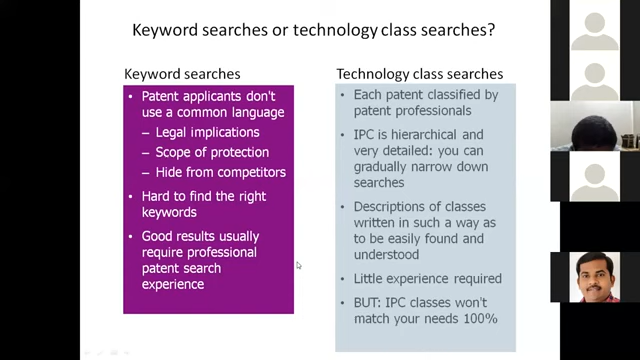 Keyword searches or technology class searches?
Keyword searches
• Patent applicants don't
use a common language
– Legal implications
– Scope of protection
– Hide from competitors
• Hard to find the right
keywords
• Good results usually
require professional
patent search
experience
Technology class searches
• Each patent classified by
patent professionals
• IPC is hierarchical and
very detailed: you can
gradually narrow down
searches
• Descriptions of classes
written in such a way as
to be easily found and
understood
• Little experience required
• BUT: IPC classes won't
match your needs 100%